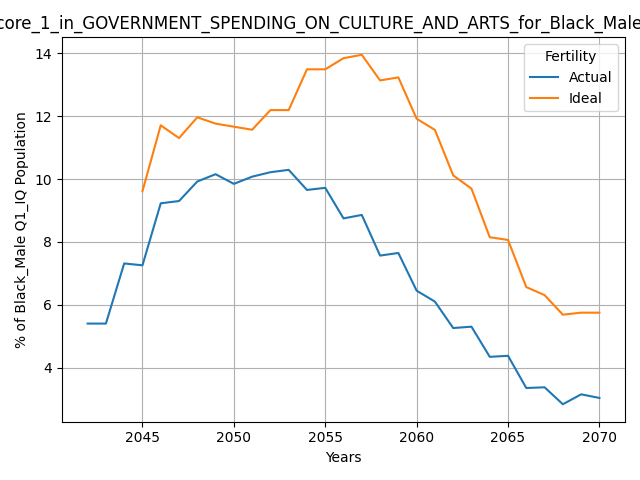 core_1_in_GOVERNMENT_SPENDING_ON_CULTURE_AND_ARTS_for_Black_Male
Fertility
Actual
Ideal
% of Black_Male Q1_IQ Population
14
12
10
8
6
4
2045 2050 2055 2060 2065 2070
Years